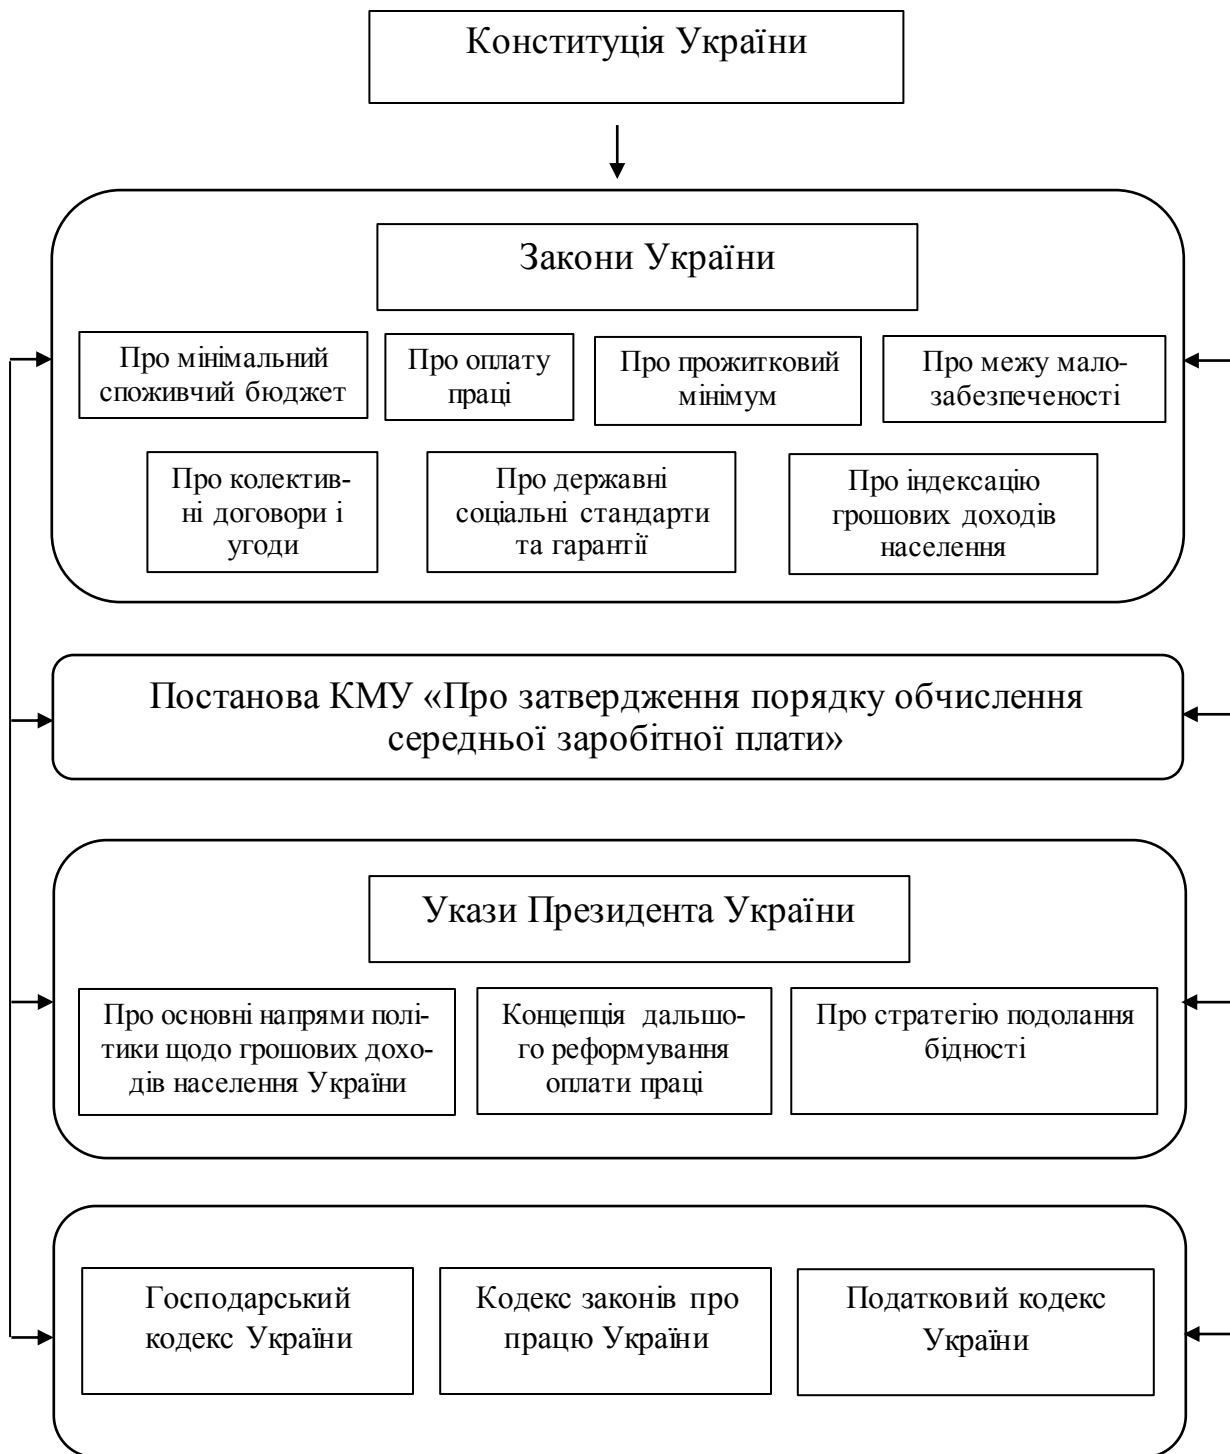 Конституція України
Закони України
Про мінімальний
споживчий бюджет
Про оплату
праці
Про прожитковий
мінімум
Про межу мало-
забезпеченості
Про колектив-
ні договори і
угоди
Про державні
соціальні стандарти
та гарантії
Про індексацію
грошових доходів
населення
Постанова КМУ «Про затвердження порядку обчислення
середньої заробітної плати»
Укази Президента України
Про основні напрями полі-
тики щодо грошових дохо-
дів населення України
Концепція дальшо-
го реформування
оплати праці
Про стратегію подолання
бідності
Господарський
кодекс України
Кодекс законів про
працю України
Податковий кодекс
України